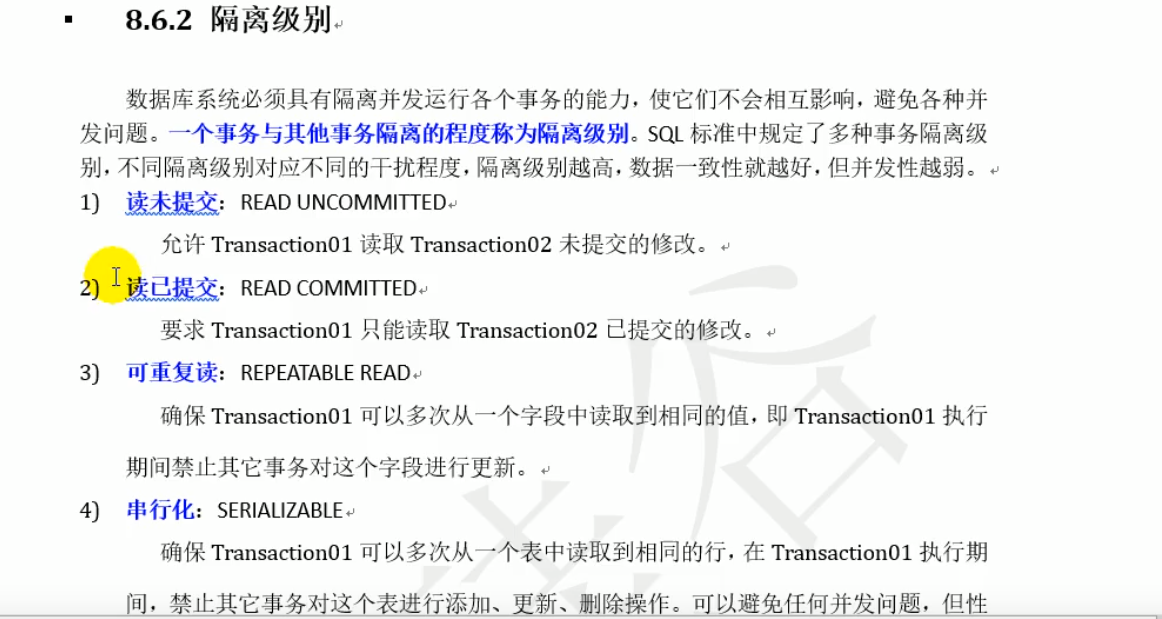 8.6.2 隔离级别
数据库系统必须具有隔离并发运行各个事务的能力，使它们不会相互影响，避免各种并
发问题。一个事务与其他事务隔离的程度称为隔离级别。SQL 标准中规定了多种事务隔离级
别，不同隔离级别对应不同的干扰程度，隔离级别越高，数据一致性就越好，但并发性越弱。
1) 读未提交：READ UNCOMMITTED
允许 Transaction01 读取 Transaction02 未提交的修改。
2) 读已提交：READ COMMITTED
要求 Transaction01 只能读取 Transaction02 已提交的修改。
3) 可重复读：REPEATABLE READ
确保 Transaction01 可以多次从一个字段中读取到相同的值，即 Transaction01 执行
期间禁止其它事务对这个字段进行更新。
4) 串行化：SERIALIZABLE
确保 Transaction01 可以多次从一个表中读取到相同的行，在 Transaction01 执行期
间，禁止其它事务对这个表进行添加、更新、删除操作。可以避免任何并发问题，但性